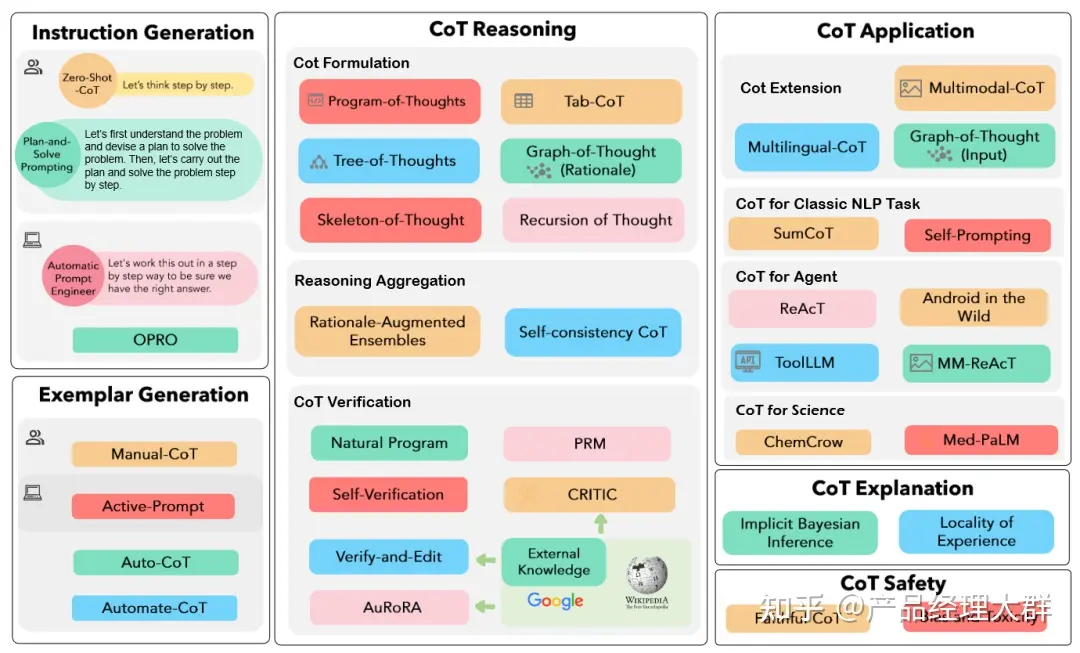 Instruction Generation
Zero-Shot
-CoT
Let's think step by step.
Plan-and-
Solve
Prompting
Let's first understand the problem
and devise a plan to solve the
problem. Then, let's carry out the
plan and solve the problem step
by step.
Automatic
Prompt
Engineer
Let's work this out in a step
by step way to be sure we
have the right answer.
OPRO
Exemplar Generation
Manual-CoT
Active-Prompt
Auto-CoT
Automate-CoT
CoT Reasoning
Cot Formulation
Program-of-Thoughts
Tab-CoT
Tree-of-Thoughts
Graph-of-Thought
(Rationale)
Skeleton-of-Thought
Recursion of Thought
Reasoning Aggregation
Rationale-Augmented
Ensembles
Self-consistency CoT
CoT Verification
Natural Program
PRM
Self-Verification
CRITIC
Verify-and-Edit
External
Knowledge
AuRoRA
Google
WIKIPEDIA
The Free Encyclopedia
CoT Application
Cot Extension
Multimodal-CoT
Multilingual-CoT
Graph-of-Thought
(Input)
CoT for Classic NLP Task
SumCoT
Self-Prompting
CoT for Agent
ReAcT
Android in the
Wild
API
ToolLLM
MM-ReAcT
CoT for Science
ChemCrow
Med-PaLM
CoT Explanation
Implicit Bayesian
Inference
Locality of
Experience
CoT Safety
Faithful CoT
Bias and Toxicity
知乎 @产品经理大群